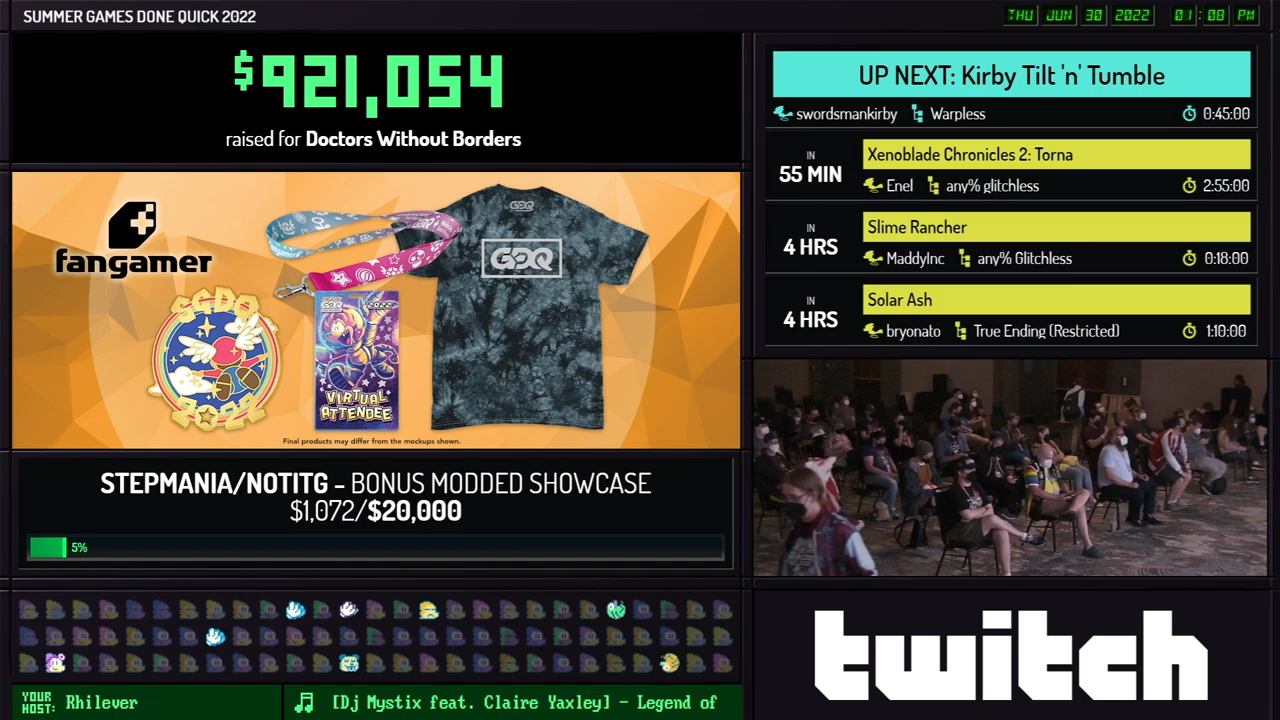 SUMMER GAMES DONE QUICK 2022
THU JUN 30 2022 01:08 PM
$921,054
raised for Doctors Without Borders
fangamer
SGDQ
2022
GDQ
GDQ
GDQ
2022
VIRTUAL
ATTENDEE
Final products may differ from the mockups shown.
STEPMANIA/NOTITG - BONUS MODDED SHOWCASE
$1,072/$20,000
5%
UP NEXT: Kirby Tilt 'n' Tumble
swordsmankirby Warpless 0:45:00
IN
55 MIN
Xenoblade Chronicles 2: Torna
Enel any% glitchless 2:55:00
IN
4 HRS
Slime Rancher
MaddyInc any% Glitchless 0:18:00
IN
4 HRS
Solar Ash
bryonato True Ending (Restricted) 1:10:00
twitch
YOUR
HOST: Rhilever
[Dj Mystix feat. Claire Yaxley] - Legend of